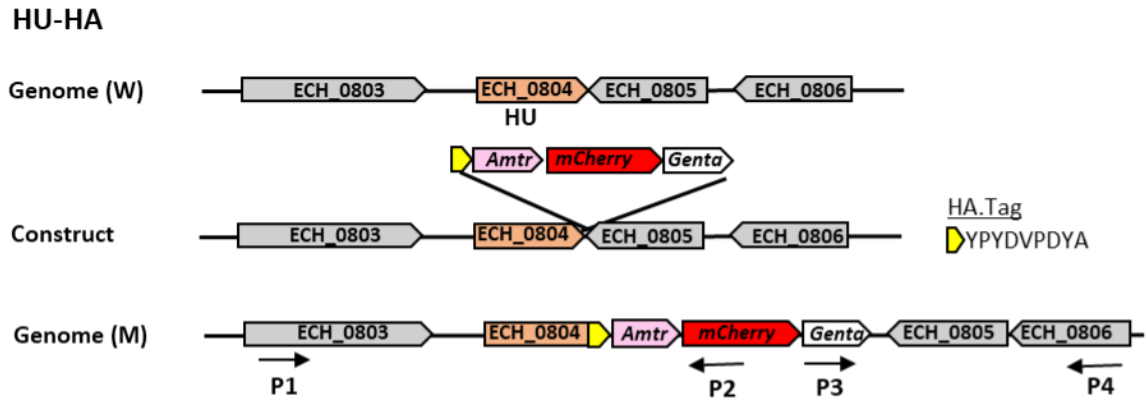 HU-HA
Genome (W) ECH_0803 ECH_0804 ECH_0805 ECH_0806
HU
Amtr mCherry Genta
HA.Tag
Construct ECH_0803 ECH_0804 ECH_0805 ECH_0806
YPYDVPDYA
Genome (M) ECH_0803 ECH_0804 Amtr mCherry Genta ECH_0805 ECH_0806
P1 P2 P3 P4